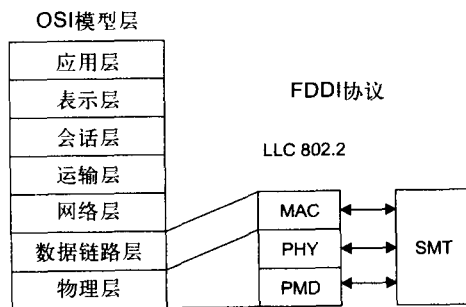 OSI模型层
应用层
表示层
会话层
运输层
网络层
数据链路层
物理层
FDDI协议
LLC 802.2
MAC
PHY
PMD
SMT